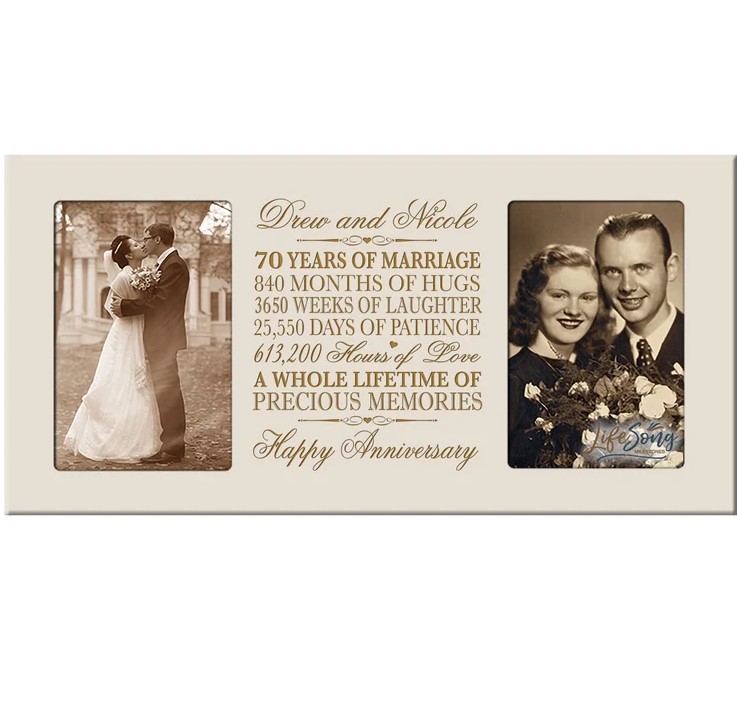 Drew and Nicole
70 YEARS OF MARRIAGE
840 MONTHS OF HUGS
3650 WEEKS OF LAUGHTER
25,550 DAYS OF PATIENCE
613,200 Hours of Love
A WHOLE LIFETIME OF
PRECIOUS MEMORIES
Happy Anniversary
LifeSong
MILESTONES